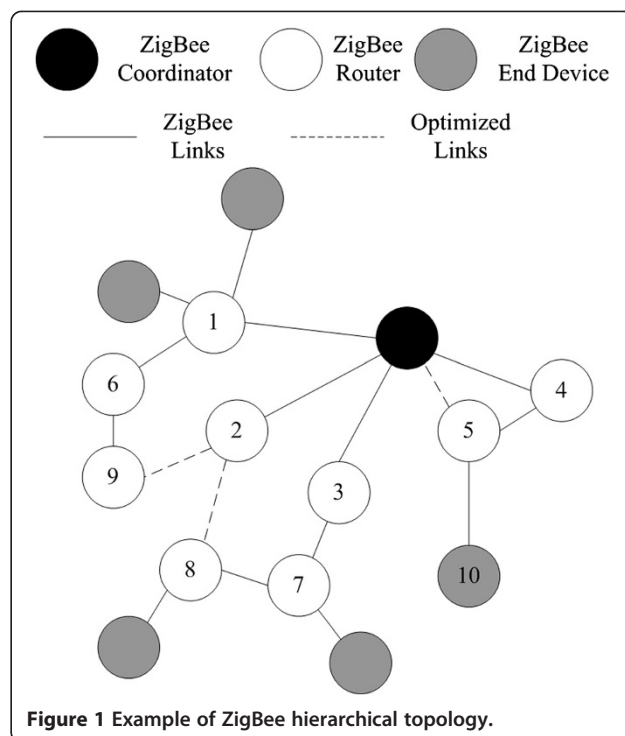 ZigBee Coordinator
ZigBee Router
ZigBee End Device
ZigBee Links
Optimized Links
1
6
2
4
5
9
3
8
7
10
Figure 1 Example of ZigBee hierarchical topology.